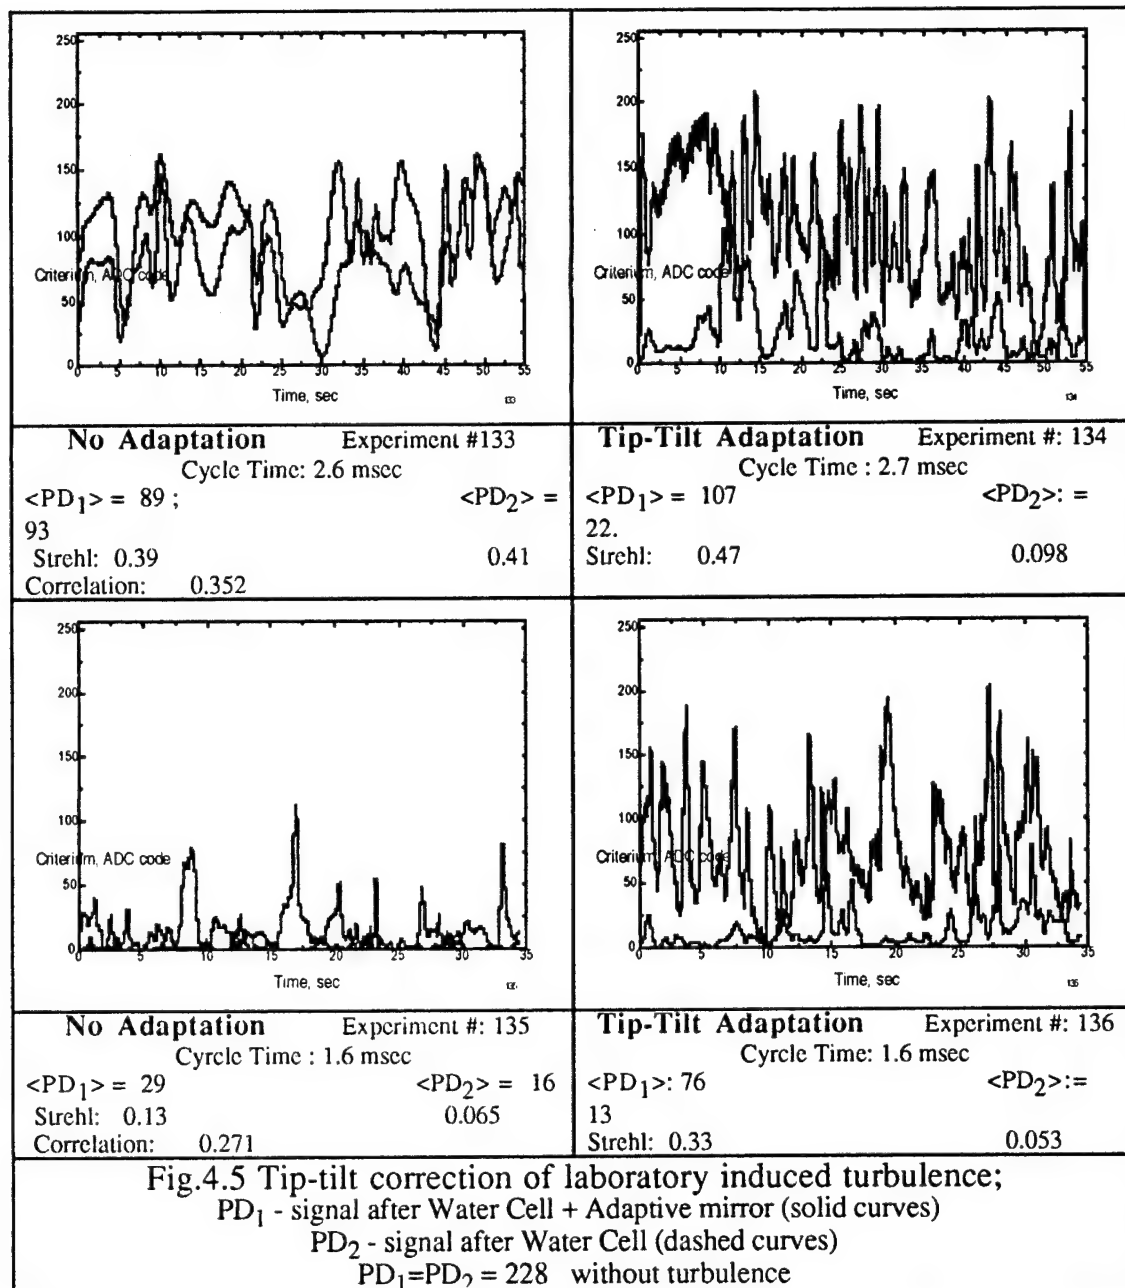 250
200
150
100
Criterium, ADC code
50
0
0 5 10 15 20 25 30 35 40 45 50 55
Time, sec
250
200
150
100
Criterium, ADC code
50
0
0 5 10 15 20 25 30 35 40 45 50 55
Time, sec
134
No Adaptation Experiment #133
Cycle Time: 2.6 msec
<PD1> = 89 ; <PD2> =
93
Strehl: 0.39 0.41
Correlation: 0.352
Tip-Tilt Adaptation Experiment #: 134
Cycle Time : 2.7 msec
<PD1> = 107 <PD2>: =
22.
Strehl: 0.47 0.098
250
200
150
100
Criterium, ADC code
50
0
0 5 10 15 20 25 30 35
Time, sec
250
200
150
100
Criterium, ADC code
50
0
0 5 10 15 20 25 30 35
Time, sec
No Adaptation Experiment #: 135
Cyrcle Time : 1.6 msec
<PD1> = 29 <PD2> = 16
Strehl: 0.13 0.065
Correlation: 0.271
Tip-Tilt Adaptation Experiment #: 136
Cyrcle Time: 1.6 msec
<PD1>: 76 <PD2>:=
13
Strehl: 0.33 0.053
Fig.4.5 Tip-tilt correction of laboratory induced turbulence;
PD1 - signal after Water Cell + Adaptive mirror (solid curves)
PD2 - signal after Water Cell (dashed curves)
PD1=PD2 = 228 without turbulence